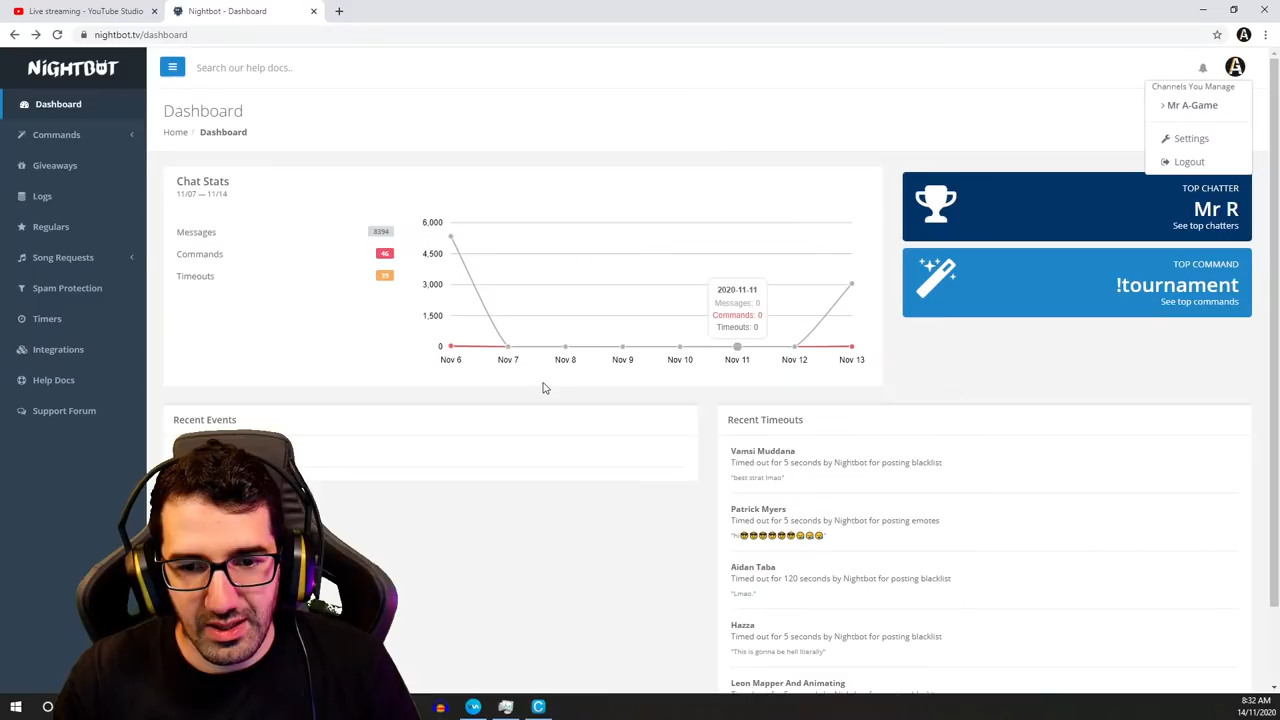 Live streaming - YouTube Studio
Nightbot - Dashboard
nightbot.tv/dashboard
NIGHTBOT
Search our help docs..
Channels You Manage
Mr A-Game
Settings
Logout
Dashboard
Commands
Giveaways
Logs
Regulars
Song Requests
Spam Protection
Timers
Integrations
Help Docs
Support Forum
Dashboard
Home / Dashboard
Chat Stats
11/07 — 11/14
Messages 8394
Commands 46
Timeouts 39
6,000
4,500
3,000
1,500
0
2020-11-11
Messages: 0
Commands: 0
Timeouts: 0
Nov 6 Nov 7 Nov 8 Nov 9 Nov 10 Nov 11 Nov 12 Nov 13
TOP CHATTER
Mr R
See top chatters
TOP COMMAND
!tournament
See top commands
Recent Events
Recent Timeouts
Vamsi Muddana
Timed out for 5 seconds by Nightbot for posting blacklist
"best strat lmao"
Patrick Myers
Timed out for 5 seconds by Nightbot for posting emotes
"hi😎😎😎😎😎😎😜😜😜"
Aidan Taba
Timed out for 120 seconds by Nightbot for posting blacklist
"Lmao."
Hazza
Timed out for 5 seconds by Nightbot for posting blacklist
"This is gonna be hell literally"
Leon Mapper And Animating
8:32 AM
14/11/2020